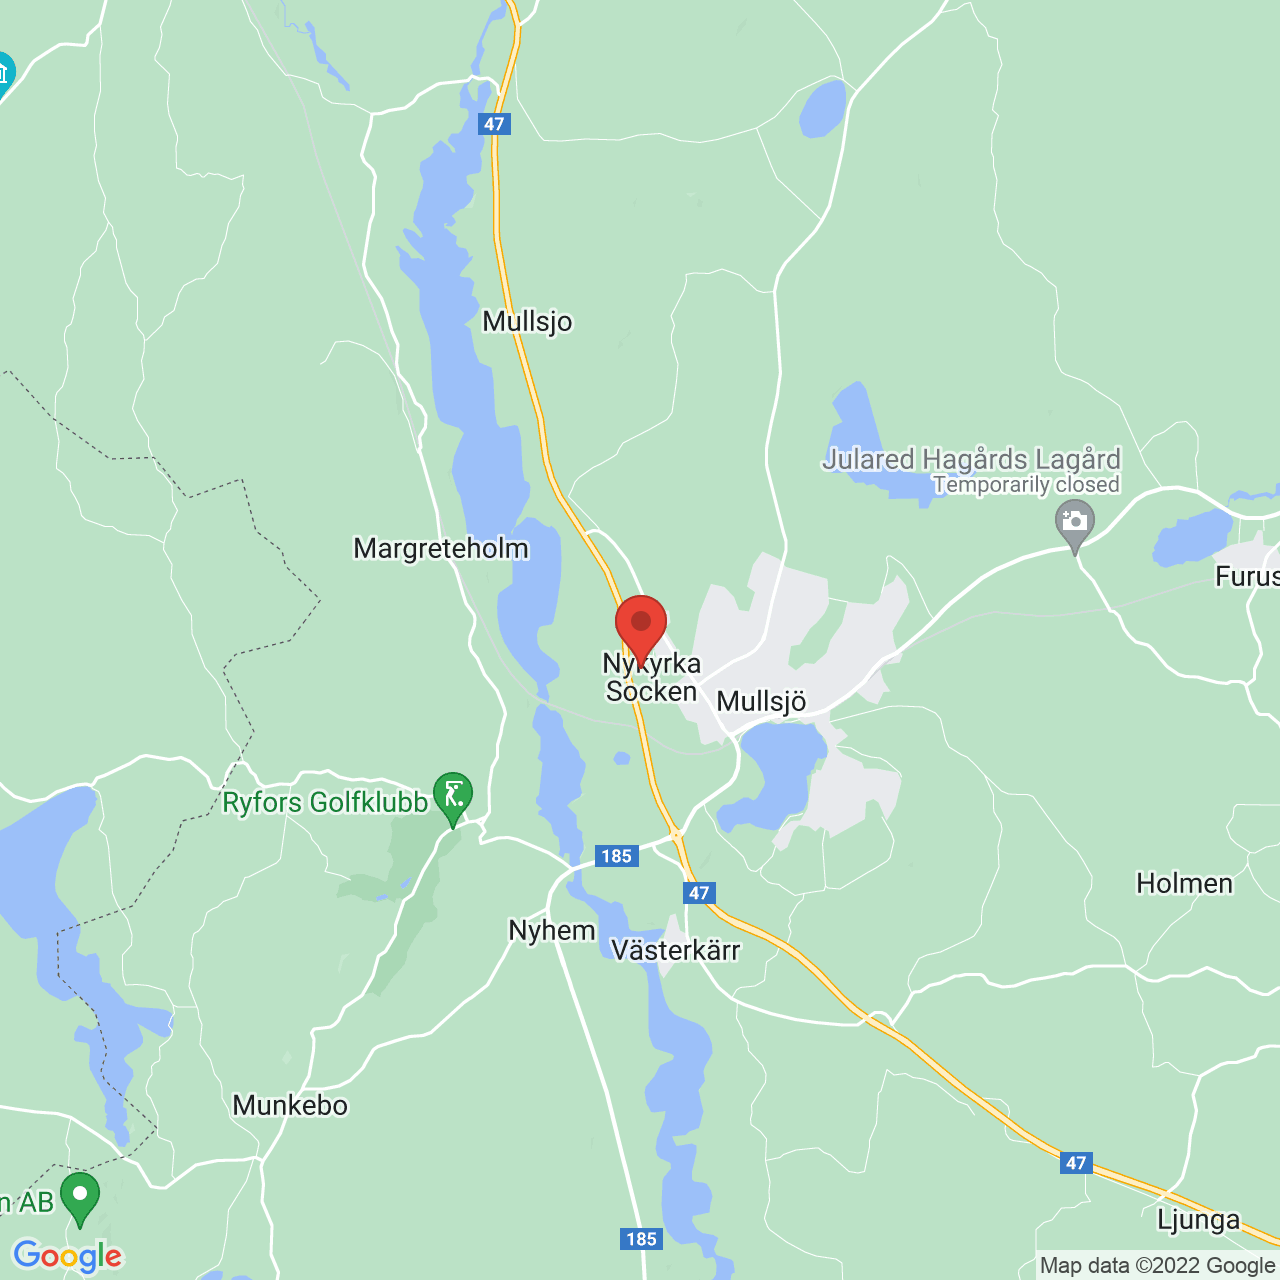 47
Mullsjo
Julared Hagårds Lagård
Temporarily closed
Margreteholm
Furus
Nykyrka
Socken
Mullsjö
Ryfors Golfklubb
185
47
Holmen
Nyhem
Västerkärr
Munkebo
47
n AB
Ljunga
185
Google
Map data ©2022 Google